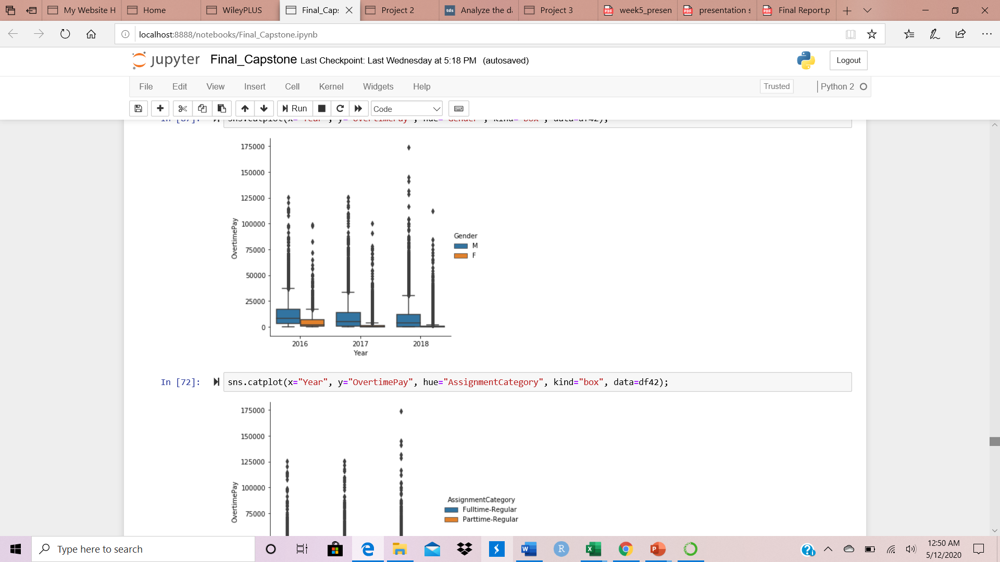 My Website H
Home
WileyPLUS
Final_Cap:
Project 2
tds Analyze the d
Project 3
PDF week5_presen
PDF presentation s
PDF Final Report.p
localhost:8888/notebooks/Final_Capstone.ipynb
jupyter Final_Capstone Last Checkpoint: Last Wednesday at 5:18 PM (autosaved)
Logout
File Edit View Insert Cell Kernel Widgets Help
Trusted
Python 2
Run
Code
sns.catplot(x="Year", y="OvertimePay", hue="Gender", kind="box", data=df42);
175000
150000
125000
100000
75000
50000
25000
0
OvertimePay
2016 2017 2018
Year
Gender
M
F
In [72]: sns.catplot(x="Year", y="OvertimePay", hue="AssignmentCategory", kind="box", data=df42);
175000
150000
125000
100000
75000
OvertimePay
AssignmentCategory
Fulltime-Regular
Parttime-Regular
Type here to search
12:50 AM
5/12/2020